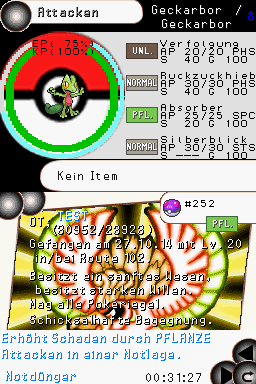 Attacken
Geckarbor /
Geckarbor /♂
EP( 75%)
KP(100%)
UNL.
Verfolgung
AP 20/20 PHS
S  40 G 100
NORMAL
Ruckzuckhieb
AP 30/30 PHS
S  40 G 100
PFL.
Absorber
AP 25/25 SPC
S  20 G 100
NORMAL
Silberblick
AP 30/30 STS
S --- G 100
Kein Item
#252
PFL.
OT: TEST
(80952/28928)
Gefangen am 27.10.14 mit Lv. 20
in/bei Route 102.
Besitzt ein sanftes Wesen,
besitzt starken Willen.
Mag alle Pokériegel.
Schicksalhafte Begegnung.
Erhöht Schaden durch PFLANZE
Attacken in einer Notlage.
Notdünger
00:31:27